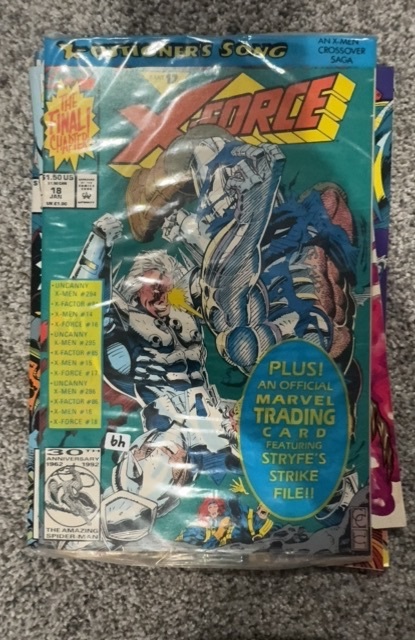 X-CUTIONER'S SONG
AN X-MEN
CROSSOVER
SAGA
PART 12
X-FORCE
THE
FINAL
CHAPTER!
$1.50 US
18
JAN
UNCANNY
X-MEN #294
X-FACTOR
X-MEN #14
X-FORCE #16
UNCANNY
X-MEN #295
X-FACTOR #85
X-MEN #15
X-FORCE #17
UNCANNY
X-MEN #296
X-FACTOR #86
X-MEN #16
X-FORCE #18
PLUS!
AN OFFICIAL
MARVEL
TRADING
CARD
FEATURING
STRYFE'S
STRIKE
FILE!!
30TH
ANNIVERSARY
1962 1992
THE AMAZING
SPIDER-MAN